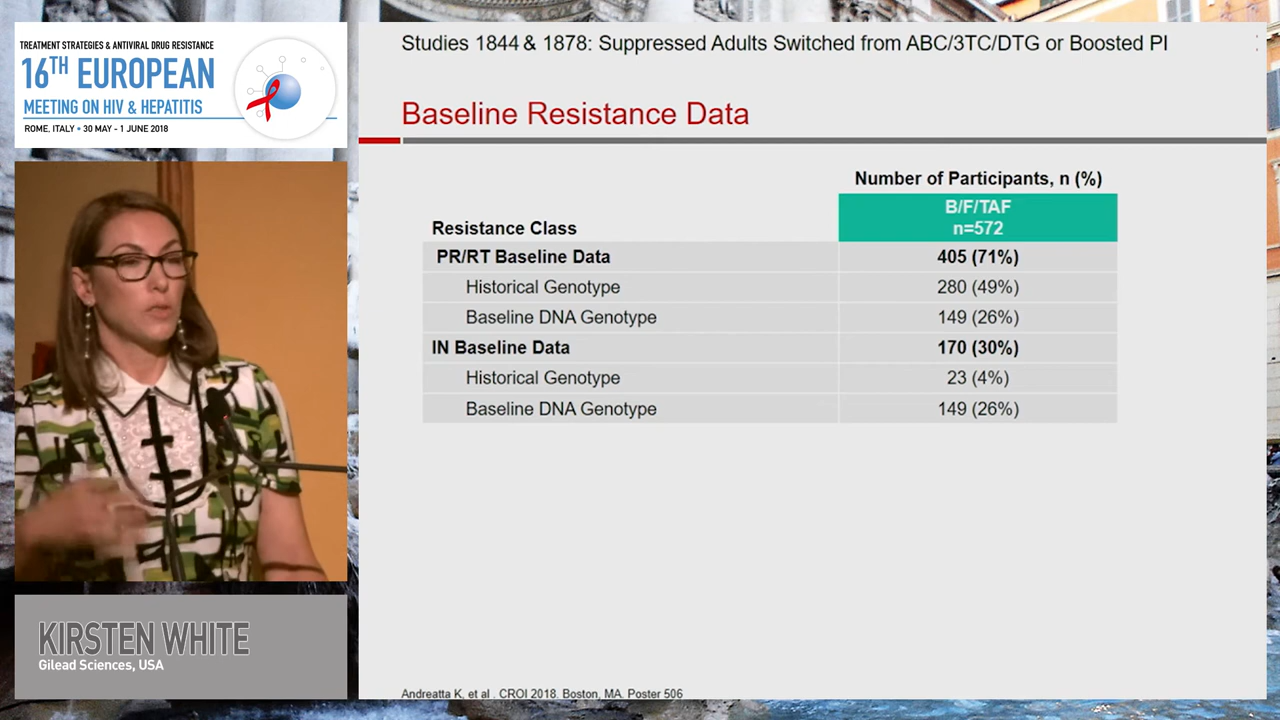 TREATMENT STRATEGIES & ANTIVIRAL DRUG RESISTANCE
16TH EUROPEAN
MEETING ON HIV & HEPATITIS
ROME, ITALY • 30 MAY - 1 JUNE 2018
KIRSTEN WHITE
Gilead Sciences, USA
Studies 1844 & 1878: Suppressed Adults Switched from ABC/3TC/DTG or Boosted PI
Baseline Resistance Data
Number of Participants, n (%)
B/F/TAF
Resistance Class n=572
PR/RT Baseline Data 405 (71%)
Historical Genotype 280 (49%)
Baseline DNA Genotype 149 (26%)
IN Baseline Data 170 (30%)
Historical Genotype 23 (4%)
Baseline DNA Genotype 149 (26%)
Andreatta K, et al . CROI 2018. Boston, MA. Poster 506